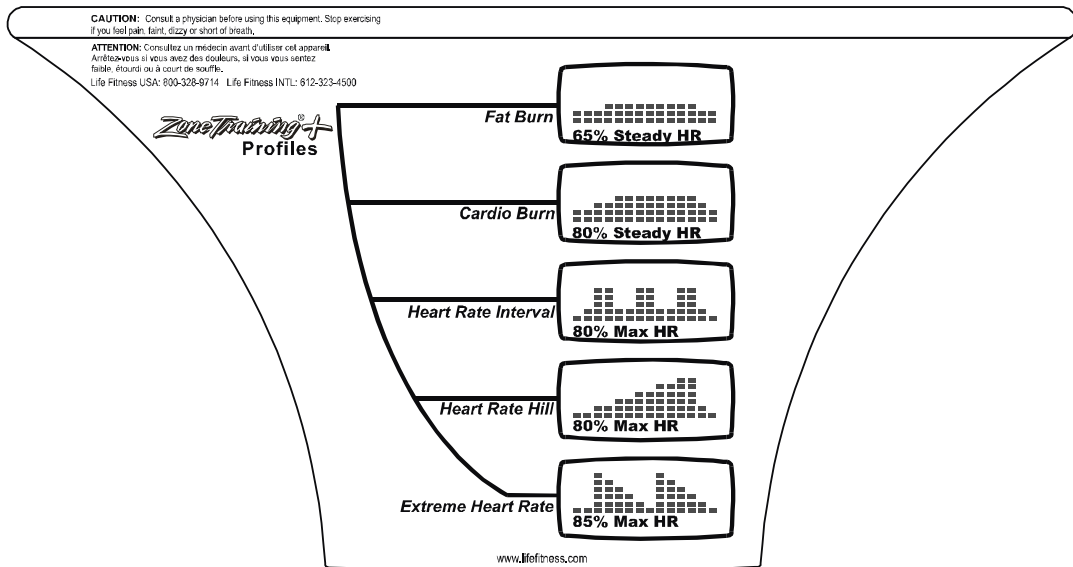 CAUTION: Consult a physician before using this equipment. Stop exercising
if you feel pain, faint, dizzy or short of breath.
ATTENTION: Consultez un médecin avant d'utiliser cet appareil.
Arrêtez-vous si vous avez des douleurs, si vous vous sentez
faible, étourdi ou à court de souffle.
Life Fitness USA: 800-328-9714 Life Fitness INTL: 612-323-4500
Zone Training®+
Profiles
Fat Burn
65% Steady HR
Cardio Burn
80% Steady HR
Heart Rate Interval
80% Max HR
Heart Rate Hill
80% Max HR
Extreme Heart Rate
85% Max HR
www.lifefitness.com